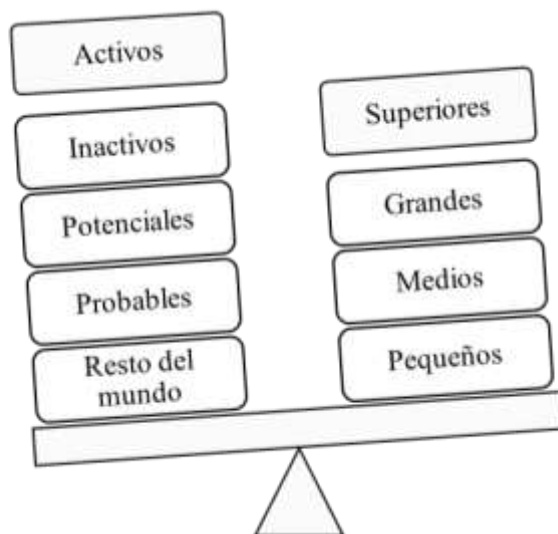 Activos
Inactivos
Potenciales
Probables
Resto del
mundo
Superiores
Grandes
Medios
Pequeños